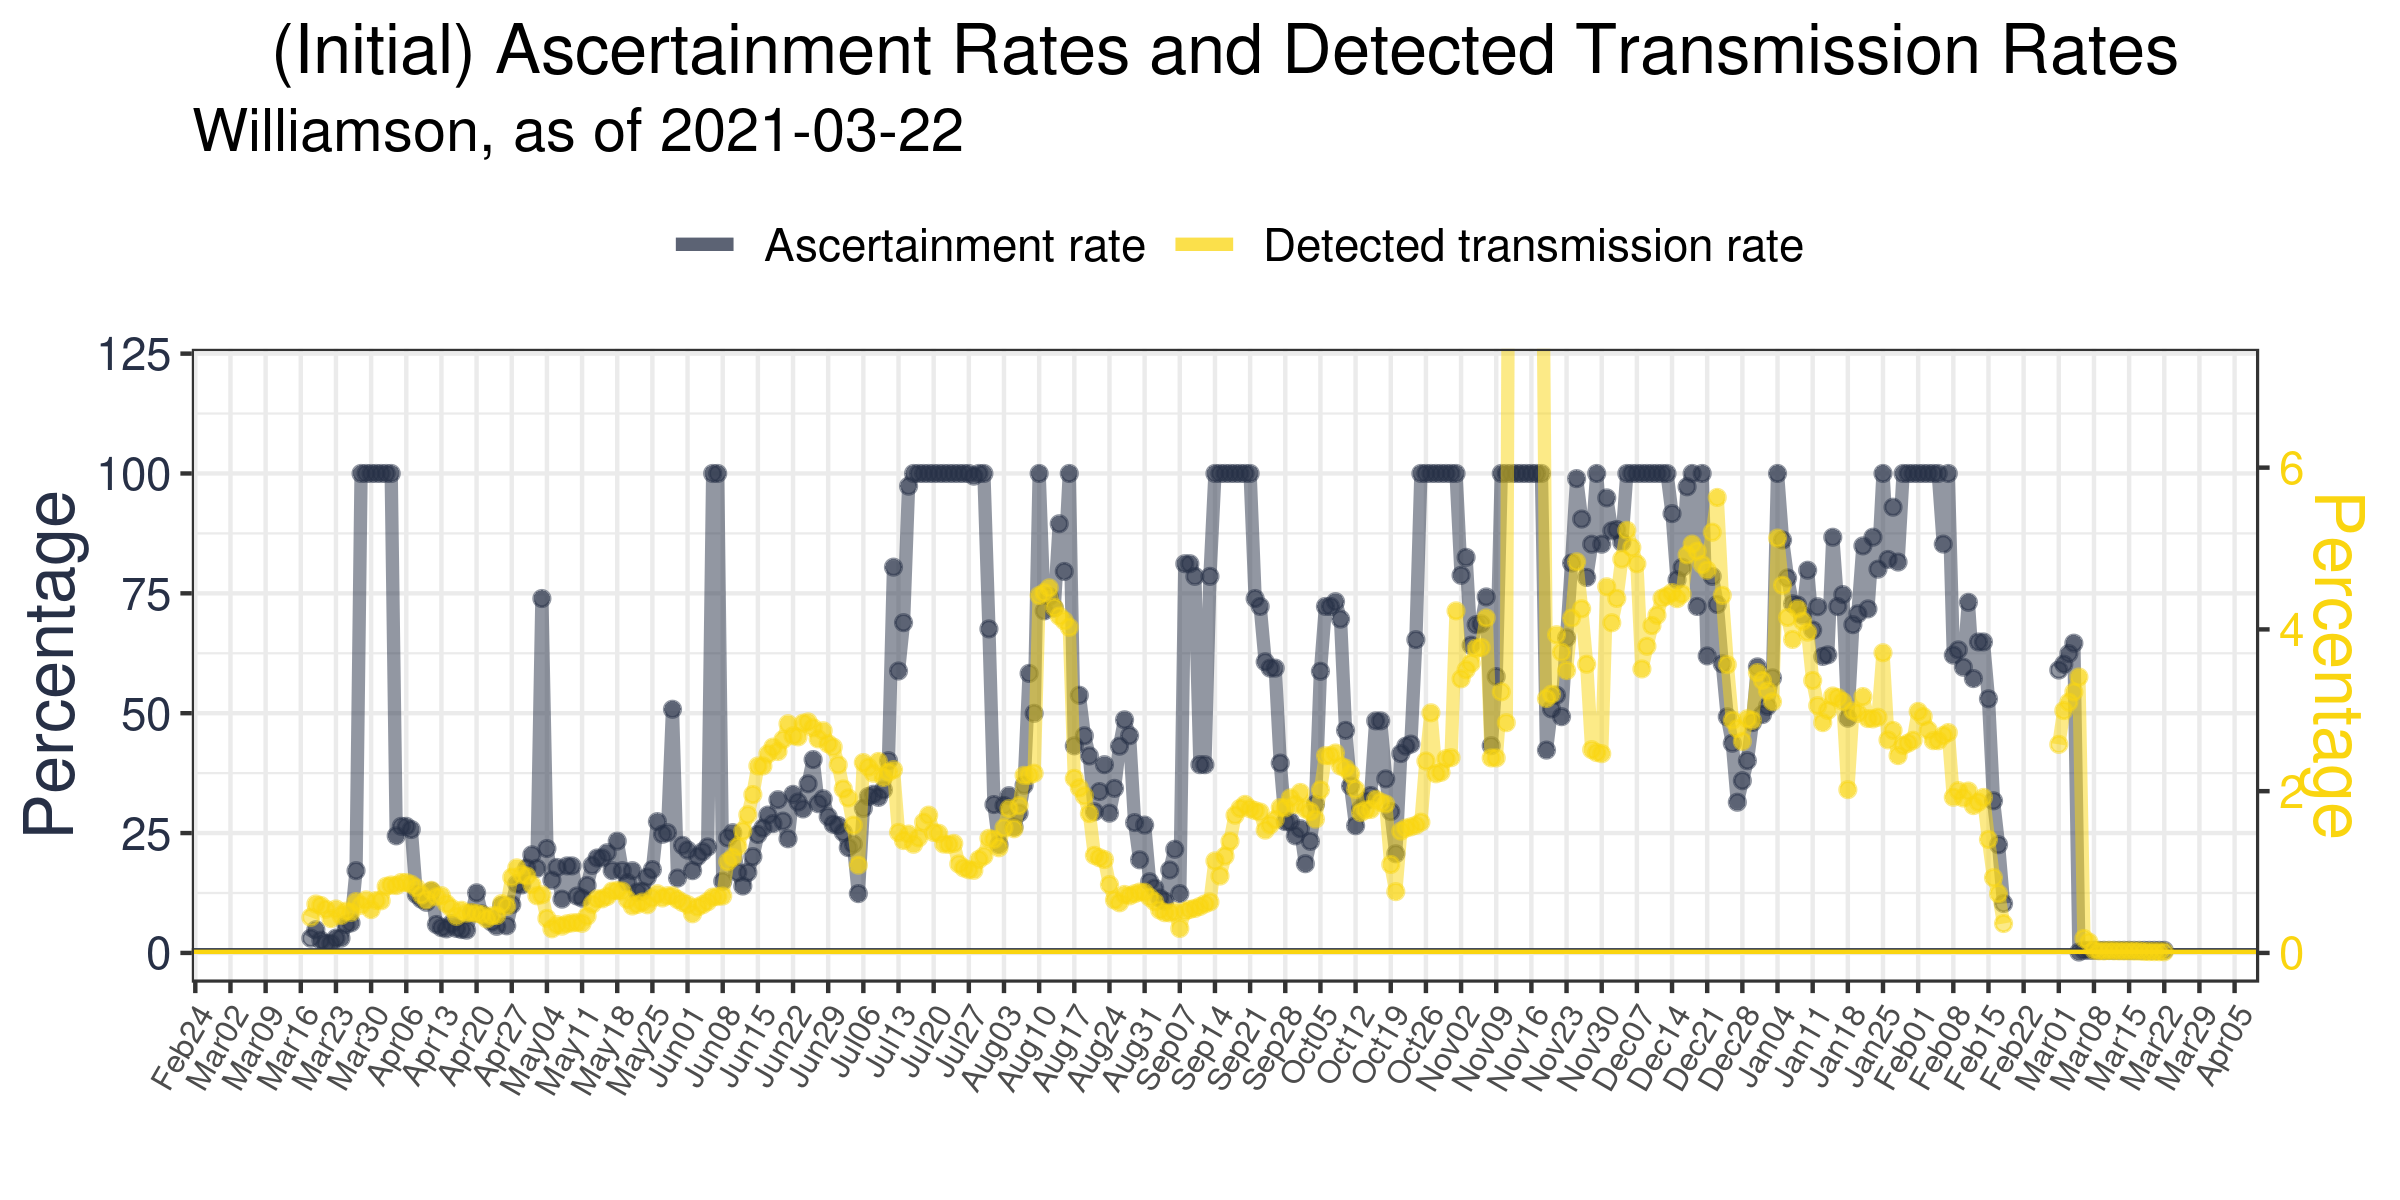 (Initial) Ascertainment Rates and Detected Transmission Rates
Williamson, as of 2021-03-22
Ascertainment rate
Detected transmission rate
Percentage
125
100
75
50
25
0
6
4
2
0
Percentage
Feb24
Mar02
Mar09
Mar16
Mar23
Mar30
Apr06
Apr13
Apr20
Apr27
May04
May11
May18
May25
Jun01
Jun08
Jun15
Jun22
Jun29
Jul06
Jul13
Jul20
Jul27
Aug03
Aug10
Aug17
Aug24
Aug31
Sep07
Sep14
Sep21
Sep28
Oct05
Oct12
Oct19
Oct26
Nov02
Nov09
Nov16
Nov23
Nov30
Dec07
Dec14
Dec21
Dec28
Jan04
Jan11
Jan18
Jan25
Feb01
Feb08
Feb15
Feb22
Mar01
Mar08
Mar15
Mar22
Mar29
Apr05